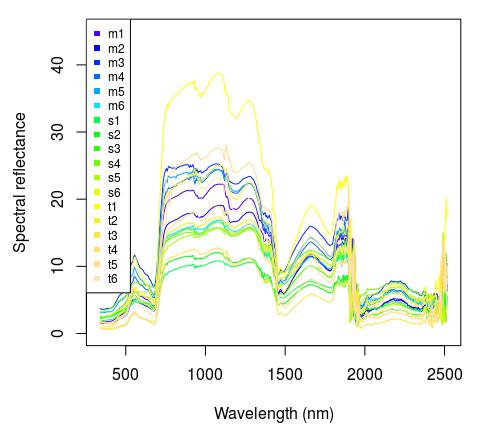 m1
m2
m3
m4
m5
m6
s1
s2
s3
s4
s5
s6
t1
t2
t3
t4
t5
t6
Spectral reflectance
0
10
20
30
40
500 1000 1500 2000 2500
Wavelength (nm)